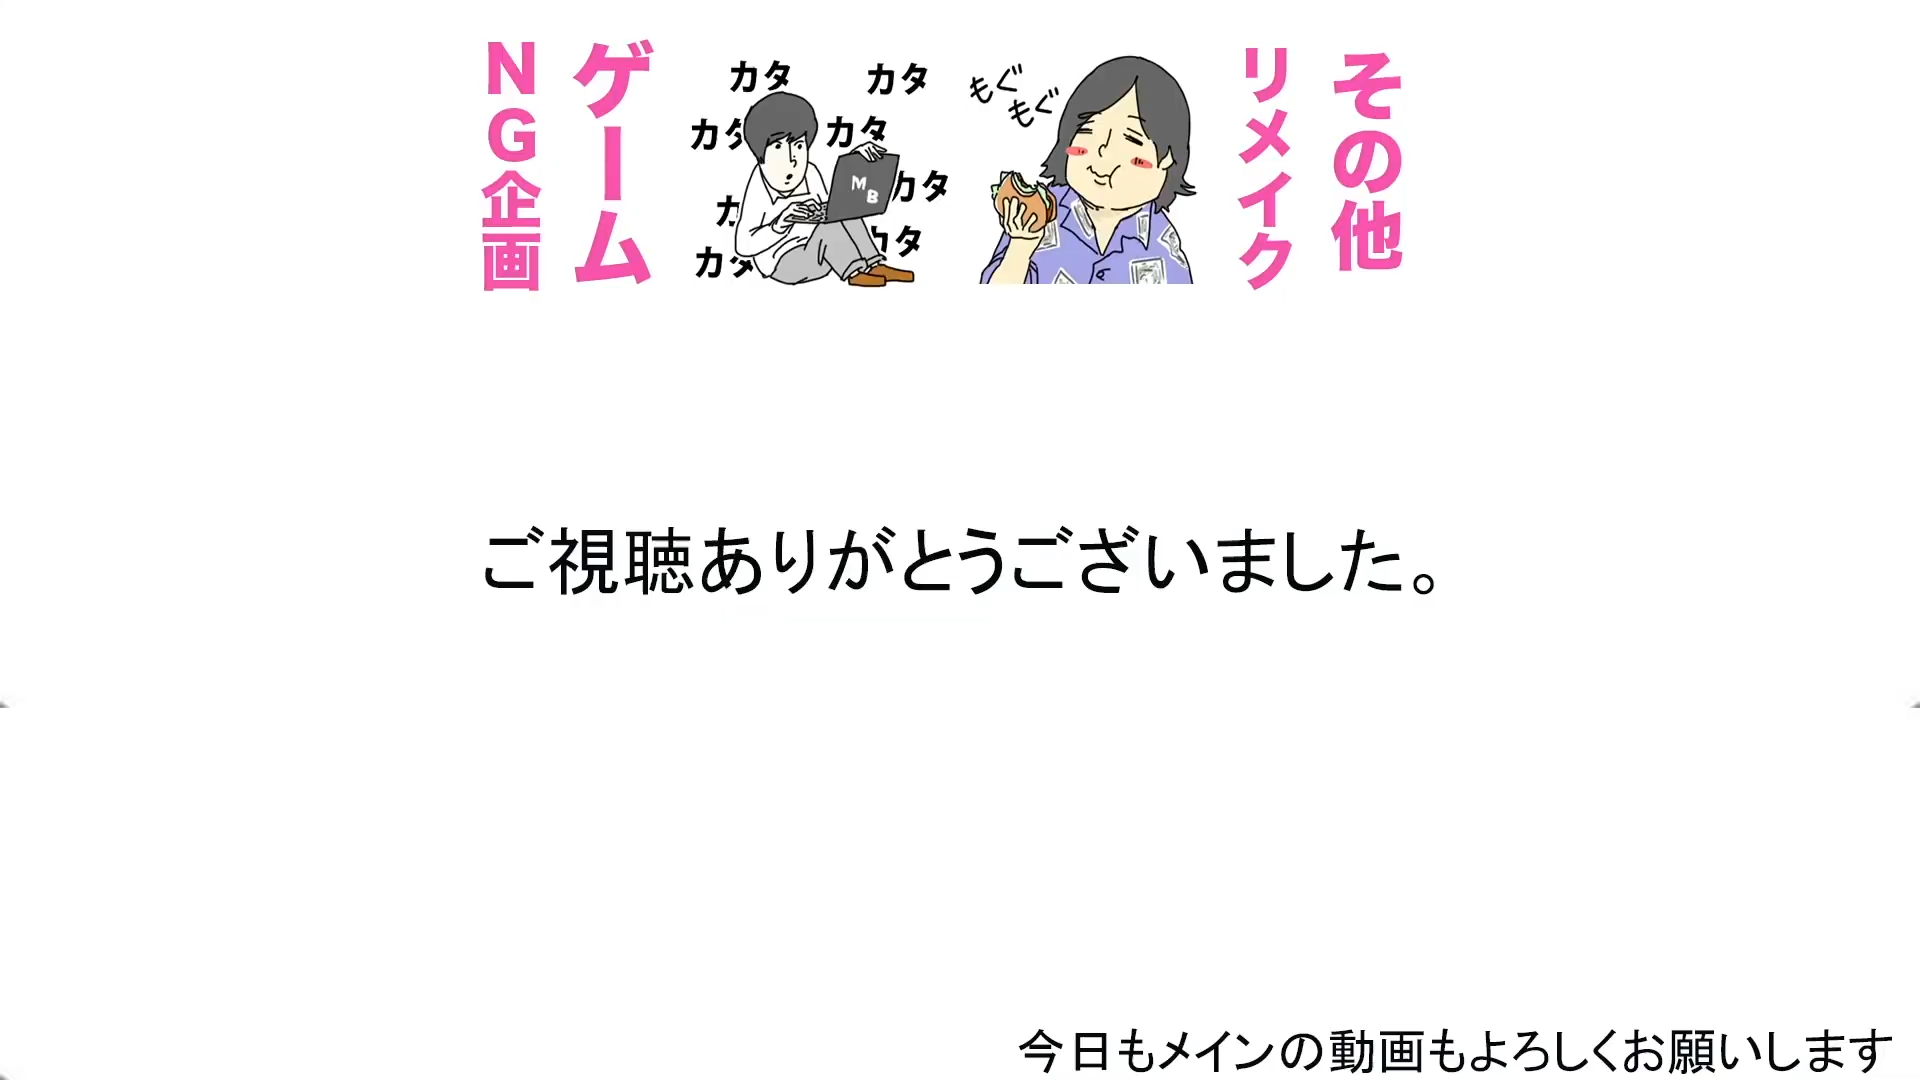 その他
リメイク
ゲーム
NG企画
カタ
カタ
カタ
カタ
カタ
カタ
カタ
もぐ
もぐ
MB
ご視聴ありがとうございました。
今日もメインの動画もよろしくお願いします